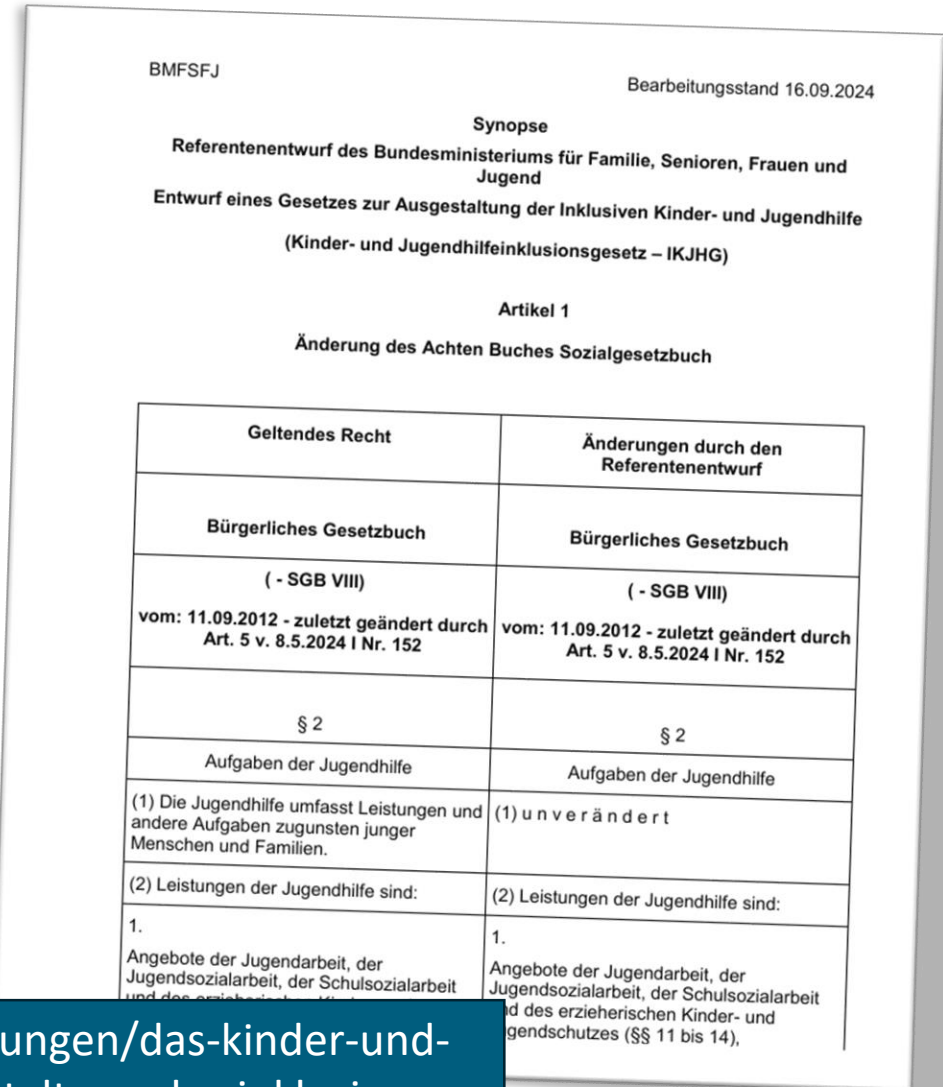 BMFSFJ
Bearbeitungsstand 16.09.2024
Synopse
Referentenentwurf des Bundesministeriums für Familie, Senioren, Frauen und
Jugend
Entwurf eines Gesetzes zur Ausgestaltung der Inklusiven Kinder- und Jugendhilfe
(Kinder- und Jugendhilfeinklusionsgesetz – IKJHG)
Artikel 1
Änderung des Achten Buches Sozialgesetzbuch
Geltendes Recht
Änderungen durch den
Referentenentwurf
Bürgerliches Gesetzbuch
Bürgerliches Gesetzbuch
( - SGB VIII)
vom: 11.09.2012 - zuletzt geändert durch
Art. 5 v. 8.5.2024 I Nr. 152
( - SGB VIII)
vom: 11.09.2012 - zuletzt geändert durch
Art. 5 v. 8.5.2024 I Nr. 152
§ 2
§ 2
Aufgaben der Jugendhilfe
Aufgaben der Jugendhilfe
(1) Die Jugendhilfe umfasst Leistungen und
andere Aufgaben zugunsten junger
Menschen und Familien.
(1) u n v e r ä n d e r t
(2) Leistungen der Jugendhilfe sind:
(2) Leistungen der Jugendhilfe sind:
1.
Angebote der Jugendarbeit, der
Jugendsozialarbeit, der Schulsozialarbeit
1.
Angebote der Jugendarbeit, der
Jugendsozialarbeit, der Schulsozialarbeit
des erzieherischen Kinder- und
gendschutzes (§§ 11 bis 14),
ungen/das-kinder-und-